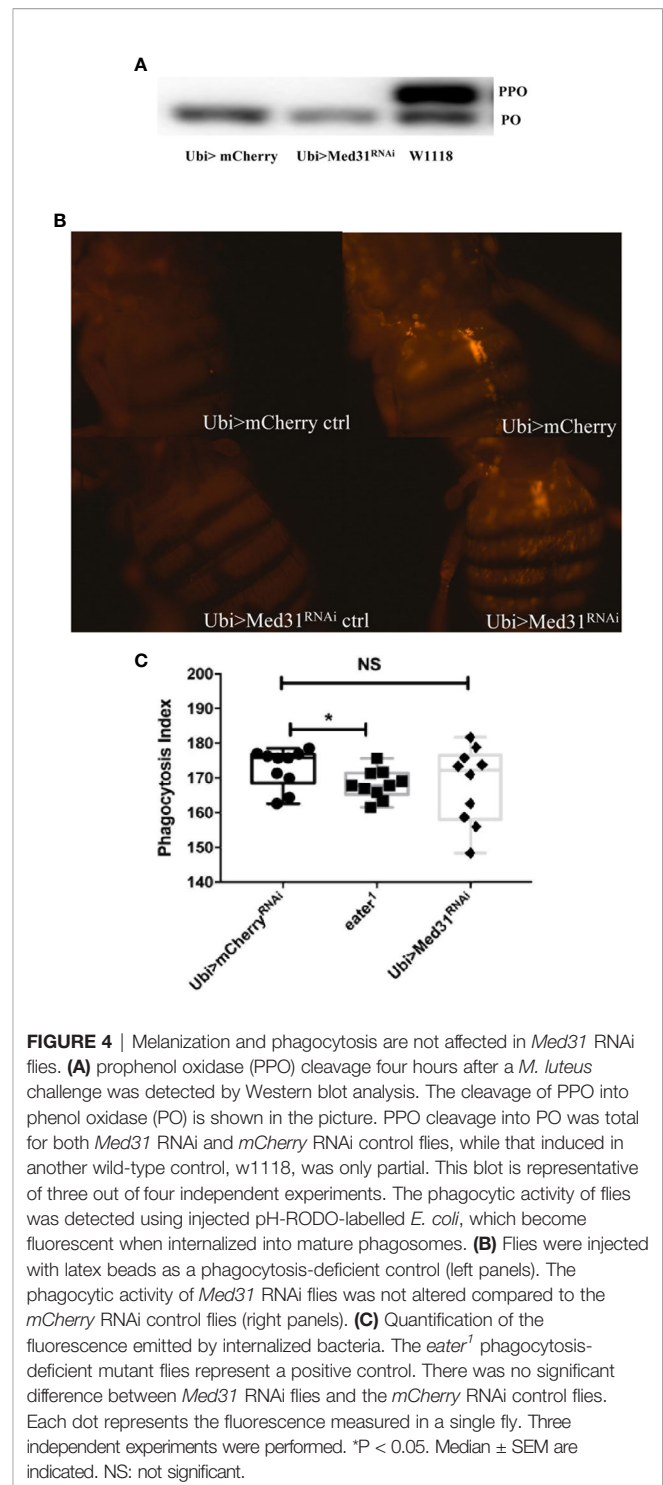 A
PPO
PO
Ubi> mCherry Ubi>Med31RNAi W1118
B
Ubi>mCherry ctrl
Ubi>mCherry
Ubi>Med31RNAi ctrl
Ubi>Med31RNAi
C
NS
*
Phagocytosis Index
200
190
180
170
160
150
140
Ubi>mCherryRNAi
eater1
Ubi>Med31RNAi
FIGURE 4 | Melanization and phagocytosis are not affected in Med31 RNAi
flies. (A) prophenol oxidase (PPO) cleavage four hours after a M. luteus
challenge was detected by Western blot analysis. The cleavage of PPO into
phenol oxidase (PO) is shown in the picture. PPO cleavage into PO was total
for both Med31 RNAi and mCherry RNAi control flies, while that induced in
another wild-type control, w1118, was only partial. This blot is representative
of three out of four independent experiments. The phagocytic activity of flies
was detected using injected pH-RODO-labelled E. coli, which become
fluorescent when internalized into mature phagosomes. (B) Flies were injected
with latex beads as a phagocytosis-deficient control (left panels). The
phagocytic activity of Med31 RNAi flies was not altered compared to the
mCherry RNAi control flies (right panels). (C) Quantification of the
fluorescence emitted by internalized bacteria. The eater1 phagocytosis-
deficient mutant flies represent a positive control. There was no significant
difference between Med31 RNAi flies and the mCherry RNAi control flies.
Each dot represents the fluorescence measured in a single fly. Three
independent experiments were performed. *P < 0.05. Median ± SEM are
indicated. NS: not significant.